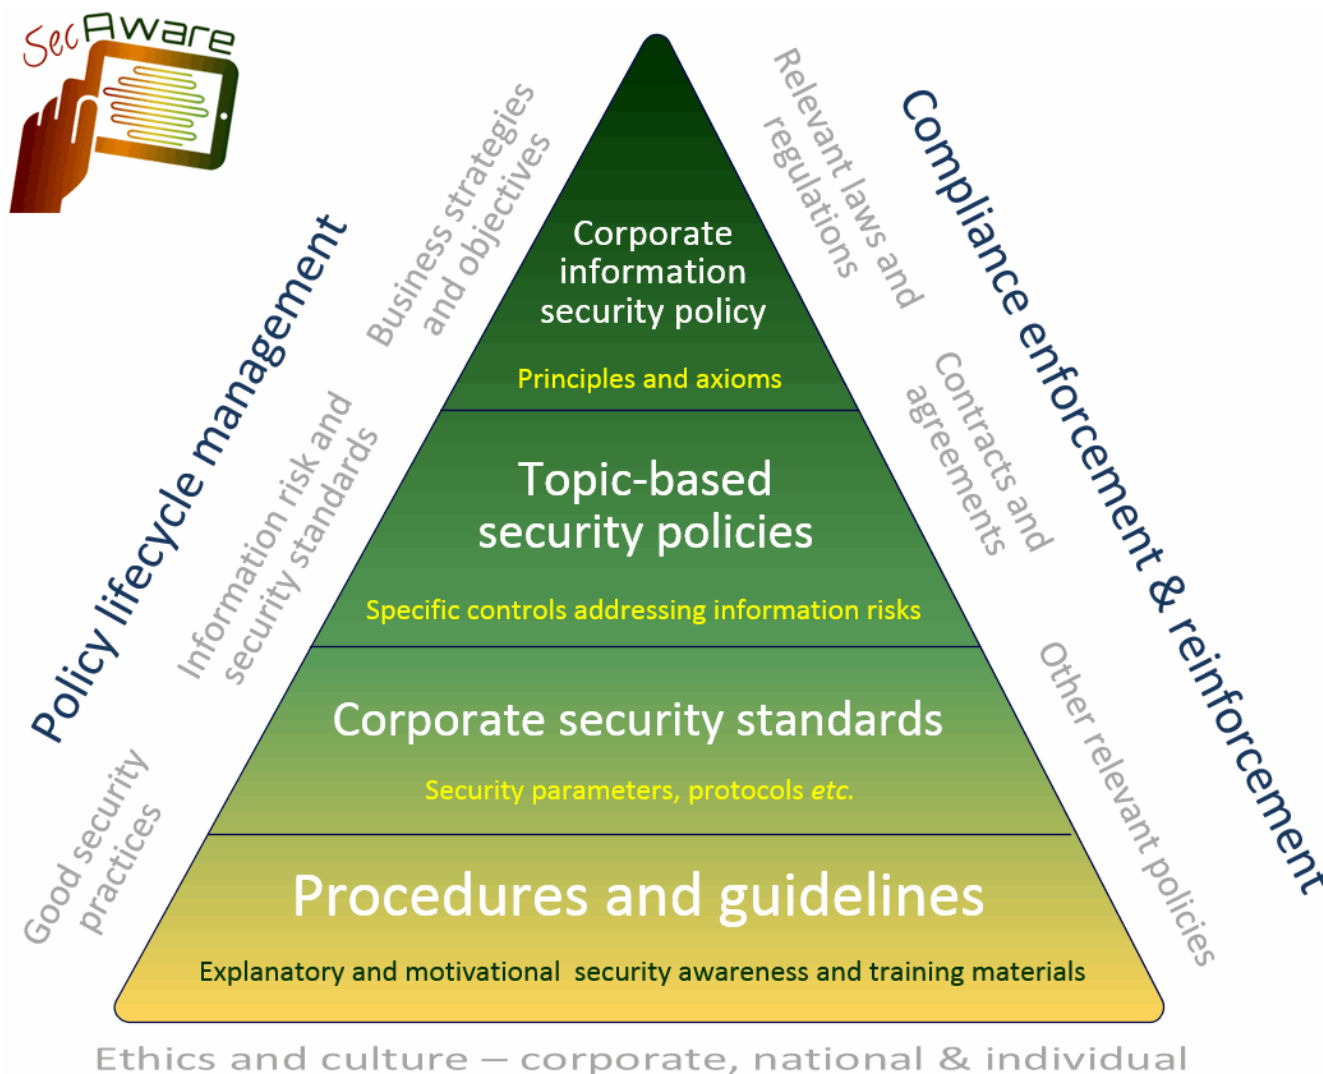 SecAware
Policy lifecycle management
Business strategies
and objectives
Information risk and
security standards
Good security
practices
Corporate
information
security policy
Principles and axioms
Topic-based
security policies
Specific controls addressing information risks
Corporate security standards
Security parameters, protocols etc.
Procedures and guidelines
Explanatory and motivational  security awareness and training materials
Relevant laws and
regulations
Contracts and
agreements
Other relevant policies
Compliance enforcement & reinforcement
Ethics and culture – corporate, national & individual